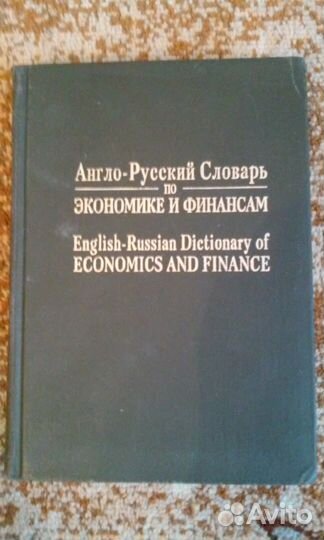 Англо-Русский Словарь
по
ЭКОНОМИКЕ И ФИНАНСАМ
English-Russian Dictionary of
ECONOMICS AND FINANCE
Avito